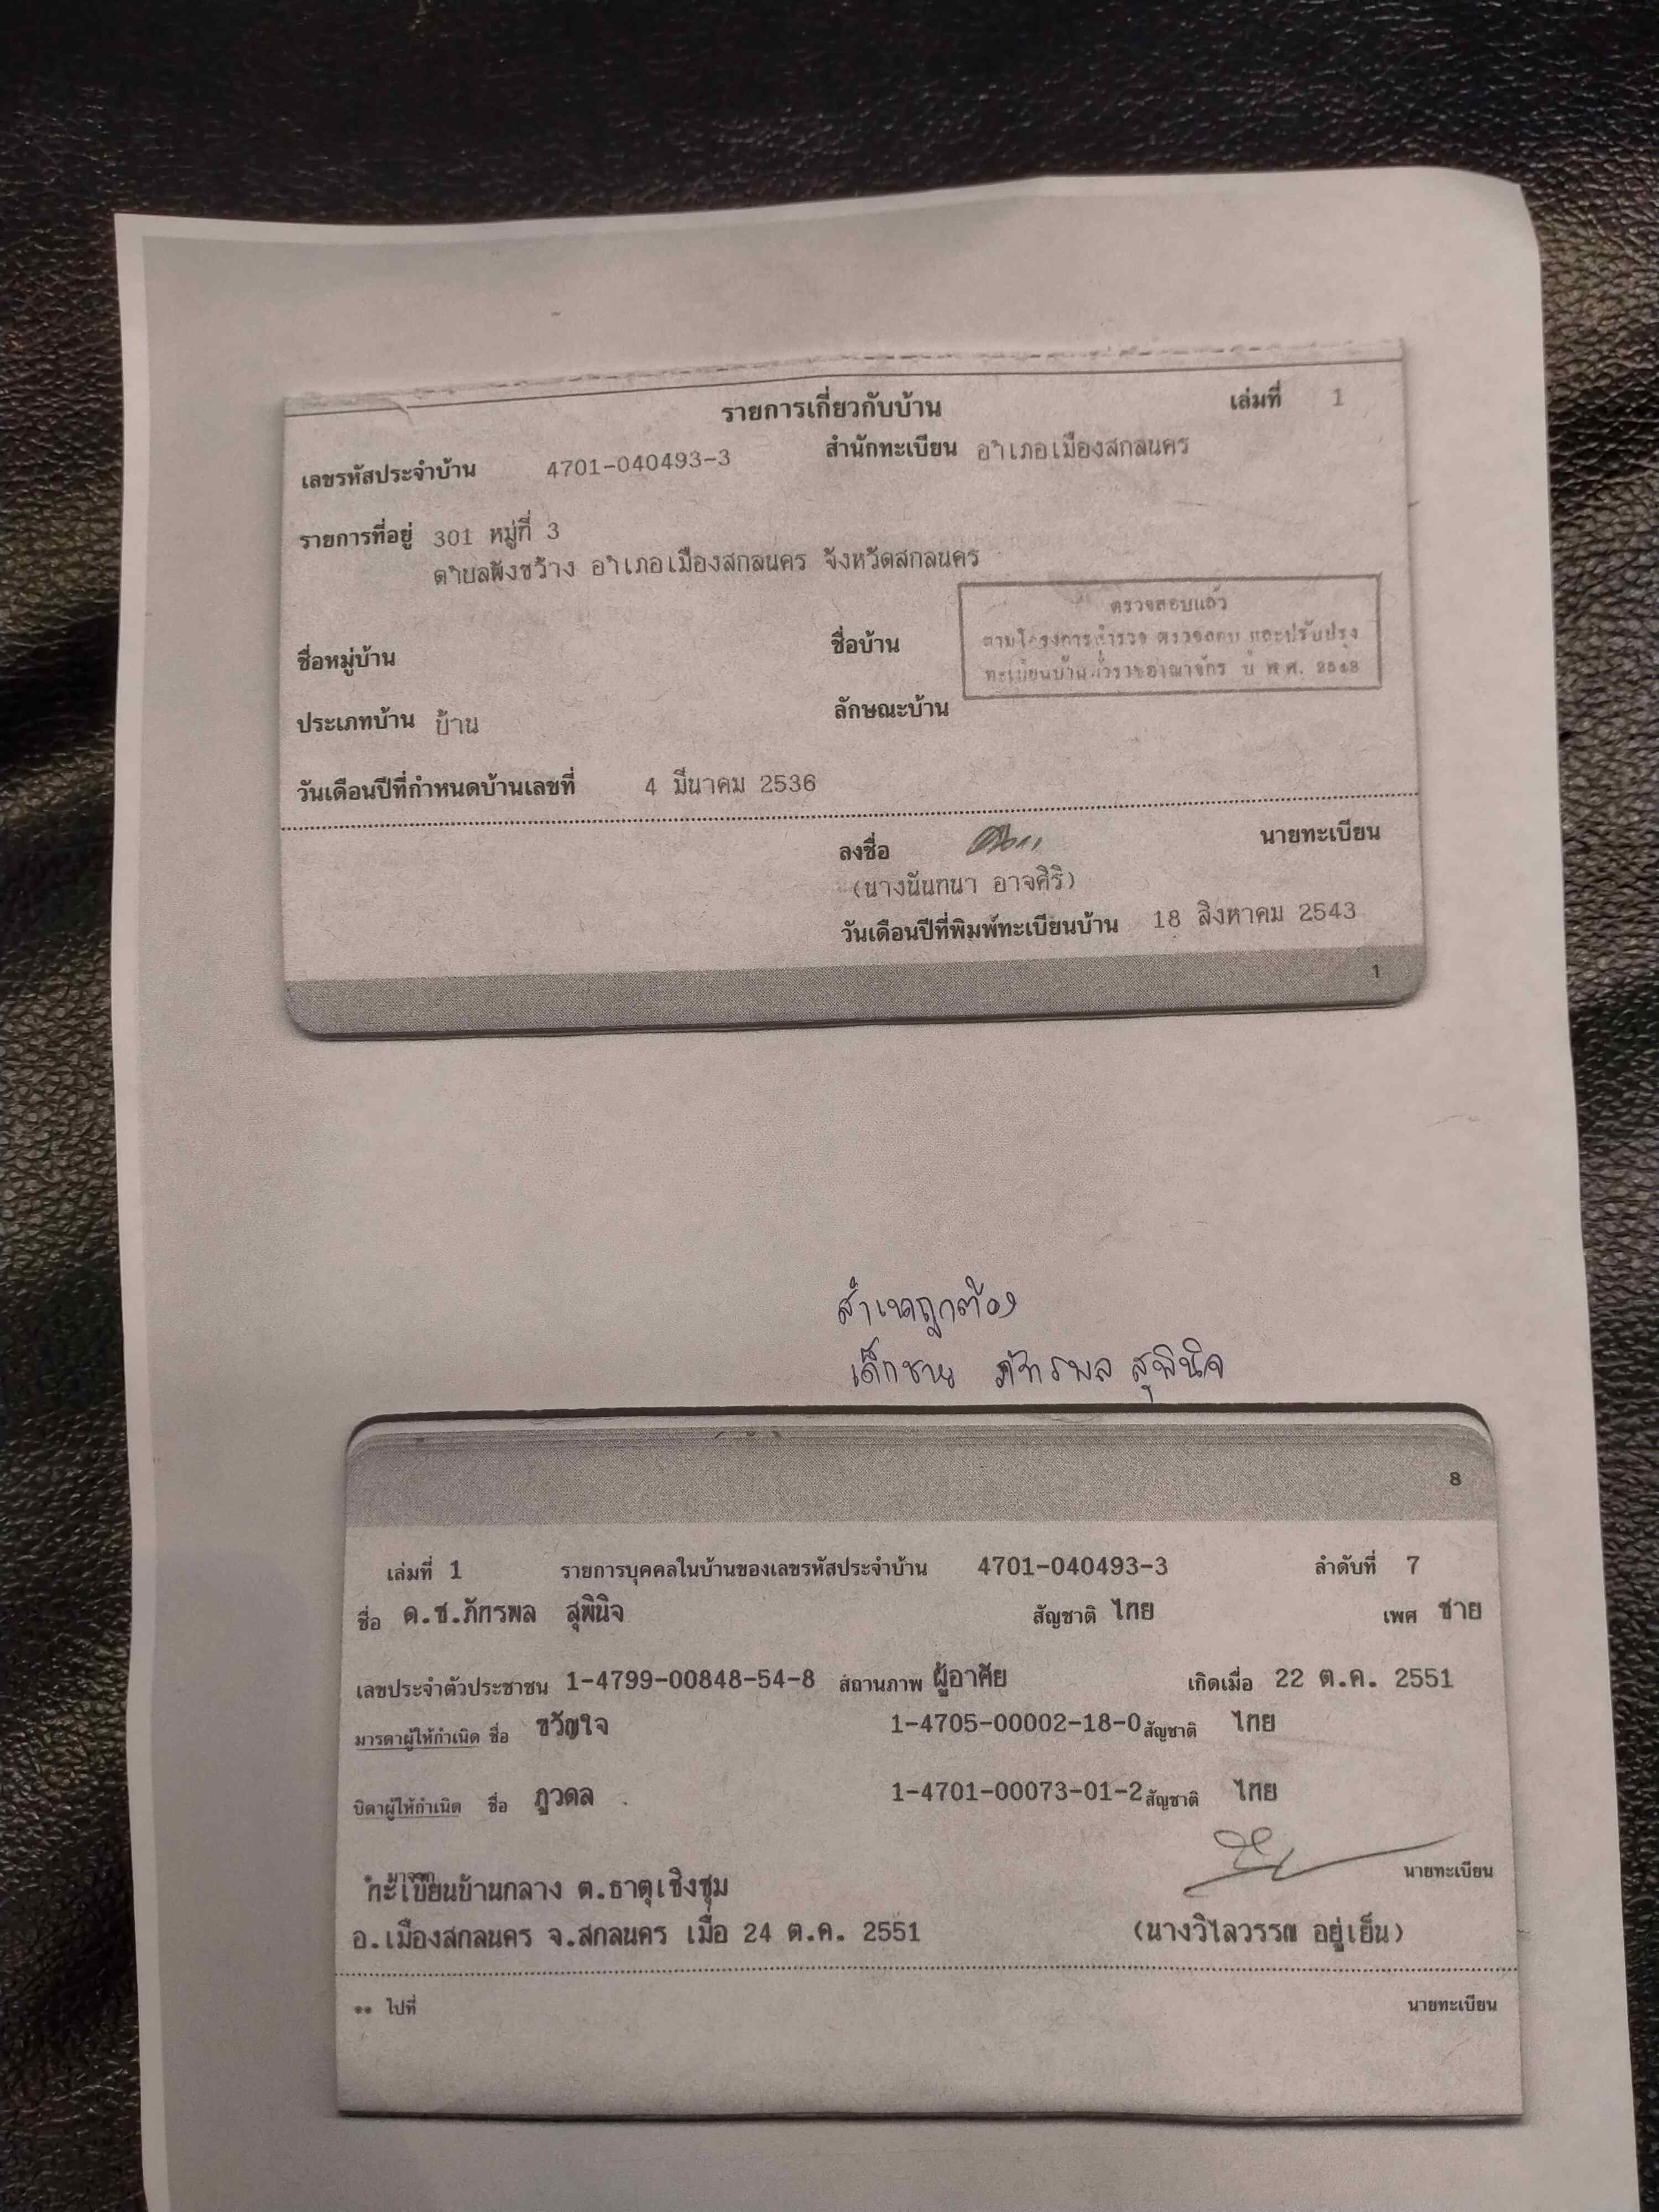 รายการเกี่ยวกับบ้าน เล่มที่ 1
เลขรหัสประจำบ้าน 4701-040493-3 สำนักทะเบียน อำเภอเมืองสกลนคร
รายการที่อยู่ 301 หมู่ที่ 3
ตำบลพังขว้าง อำเภอเมืองสกลนคร จังหวัดสกลนคร
ตรวจสอบแล้ว
ชื่อหมู่บ้าน ชื่อบ้าน ตามโครงการสำรวจ ตรวจสอบ และปรับปรุง
ทะเบียนบ้านทั่วราชอาณาจักร ปี พ.ศ.
ประเภทบ้าน บ้าน ลักษณะบ้าน
วันเดือนปีที่กำหนดบ้านเลขที่ 4 มีนาคม 2536
ลงชื่อ นายทะเบียน
(นางนันทนา อาจศิริ)
วันเดือนปีที่พิมพ์ทะเบียนบ้าน 18 สิงหาคม 2543
1
สำเนาถูกต้อง
เด็กชาย ภัทรพล สุพินิจ
8
เล่มที่ 1 รายการบุคคลในบ้านของเลขรหัสประจำบ้าน 4701-040493-3 ลำดับที่ 7
ชื่อ ด.ช.ภัทรพล สุพินิจ สัญชาติ ไทย เพศ ชาย
เลขประจำตัวประชาชน 1-4799-00848-54-8 สถานภาพ ผู้อาศัย เกิดเมื่อ 22 ต.ค. 2551
มารดาผู้ให้กำเนิด ชื่อ ขวัญใจ 1-4705-00002-18-0 สัญชาติ ไทย
บิดาผู้ให้กำเนิด ชื่อ ภูวดล 1-4701-00073-01-2 สัญชาติ ไทย
ทะเบียนบ้านกลาง ต.ธาตุเชิงชุม นายทะเบียน
อ.เมืองสกลนคร จ.สกลนคร เมื่อ 24 ต.ค. 2551 (นางวิไลวรรณ อยู่เย็น)
** ไปที่ นายทะเบียน